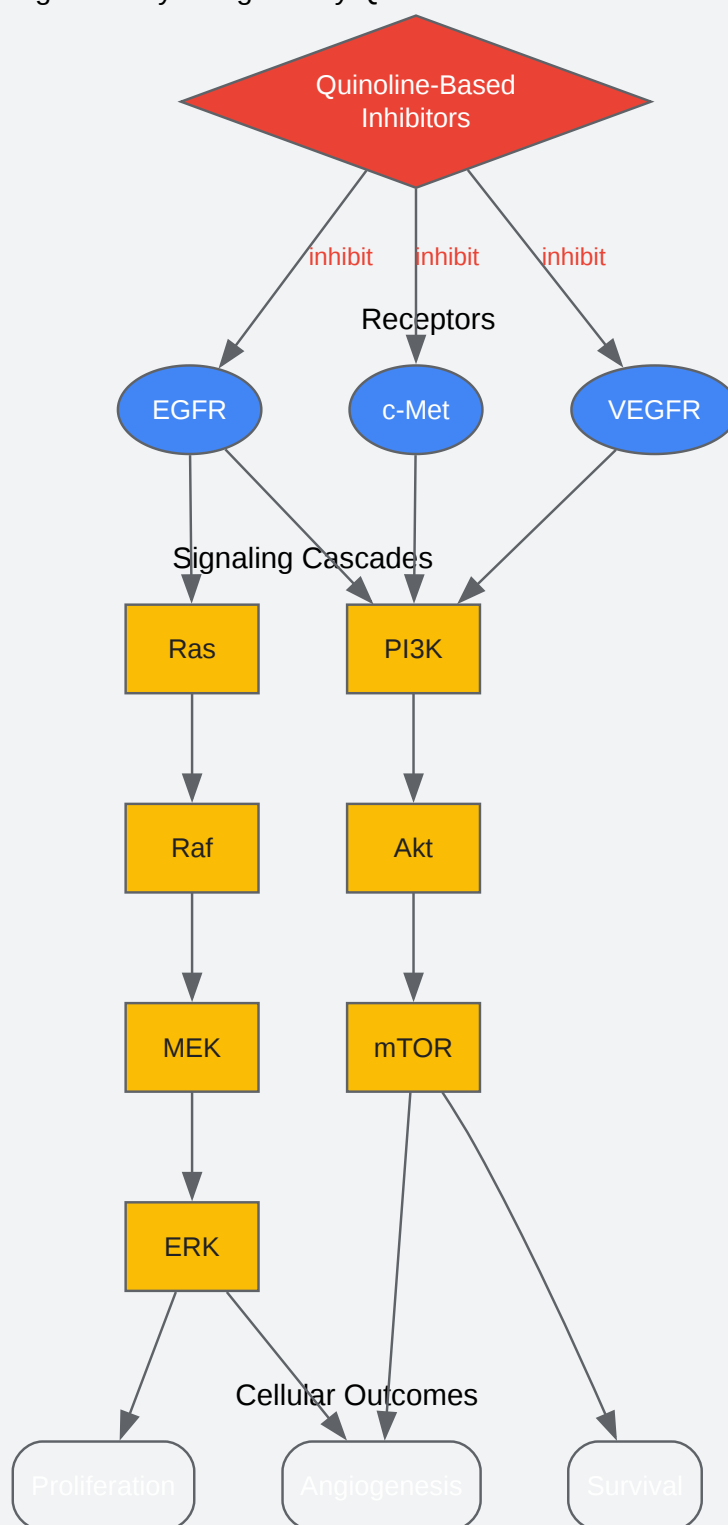 Quinoline-Based
Inhibitors
inhibit
inhibit
inhibit
Receptors
EGFR
c-Met
VEGFR
Signaling Cascades
Ras
PI3K
Raf
Akt
MEK
mTOR
ERK
Cellular Outcomes
Proliferation
Angiogenesis
Survival